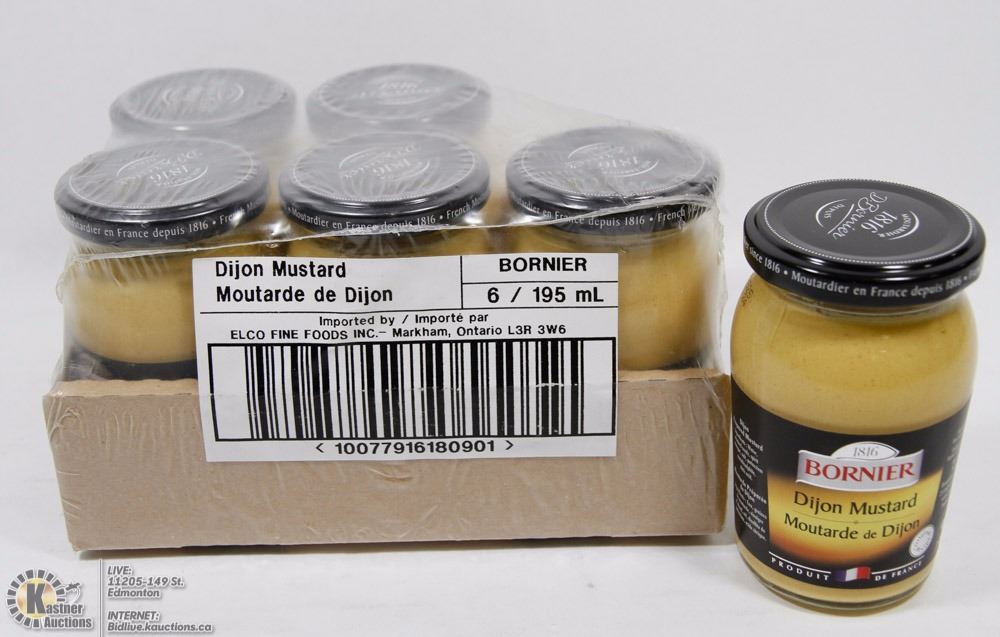 1816
1816
Moutardier en France depuis 1816 • French
Moutardier en France depuis 1816 • French
Moutardier en France depuis 1816 • French
1816
since 1816 • Moutardier en France depuis 1816 •
Dijon Mustard
Moutarde de Dijon
BORNIER
6 / 195 mL
Imported by / Importé par
ELCO FINE FOODS INC.– Markham, Ontario L3R 3W6
< 10077916180901 >
1816
BORNIER
Dijon Mustard
Moutarde de Dijon
PRODUIT DE FRANCE
Kastner
Auctions
LIVE:
11205-149 St.
Edmonton
INTERNET:
Bidlive.kauctions.ca